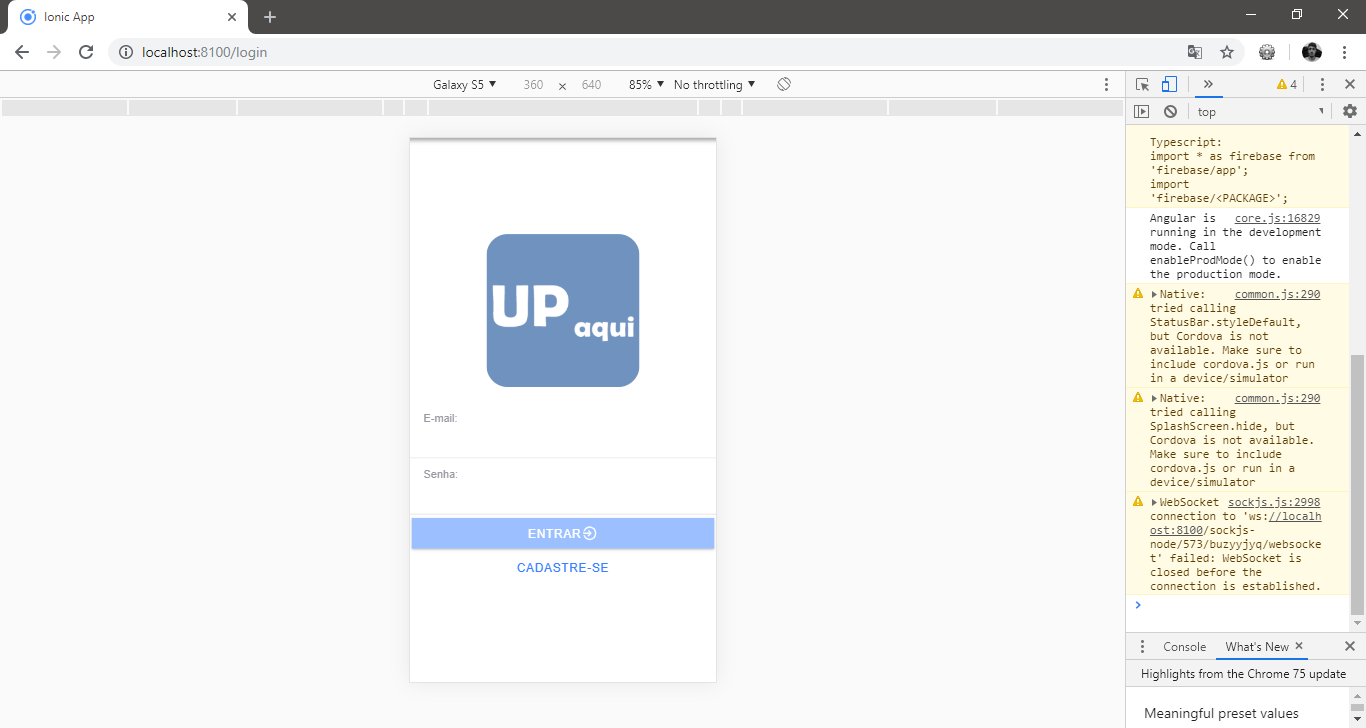 Ionic App
localhost:8100/login
Galaxy S5 ▼ 360 x 640 85% ▼ No throttling ▼
4
top
Typescript:
import * as firebase from
'firebase/app';
import
'firebase/<PACKAGE>';
Angular is core.js:16829
running in the development
mode. Call
enableProdMode() to enable
the production mode.
Native: common.js:290
tried calling
StatusBar.styleDefault,
but Cordova is not
available. Make sure to
include cordova.js or run
in a device/simulator
Native: common.js:290
tried calling
SplashScreen.hide, but
Cordova is not available.
Make sure to include
cordova.js or run in a
device/simulator
WebSocket sockjs.js:2998
connection to 'ws://localh
ost:8100/sockjs-
node/573/buzyyjyq/websocke
t' failed: WebSocket is
closed before the
connection is established.
UP
aqui
E-mail:
Senha:
ENTRAR
CADASTRE-SE
Console What's New
Highlights from the Chrome 75 update
Meaningful preset values